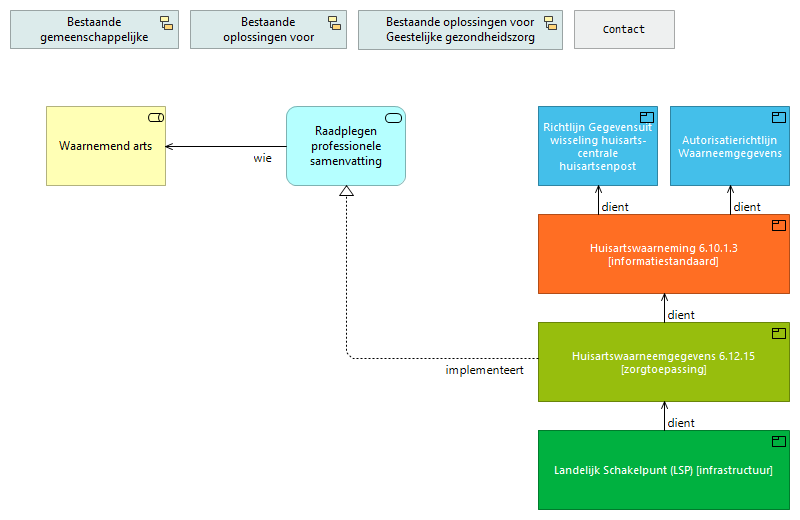 Bestaande
gemeenschappelijke
Bestaande
oplossingen voor
Bestaande oplossingen voor
Geestelijke gezondheidszorg
Contact
Waarnemend arts
wie
Raadplegen
professionele
samenvatting
Richtlijn Gegevensuit
wisseling huisarts-
centrale
huisartsenpost
Autorisatierichtlijn
Waarneemgegevens
dient
dient
Huisartswaarneming 6.10.1.3
[informatiestandaard]
dient
Huisartswaarneemgegevens 6.12.15
[zorgtoepassing]
implementeert
dient
Landelijk Schakelpunt (LSP) [infrastructuur]